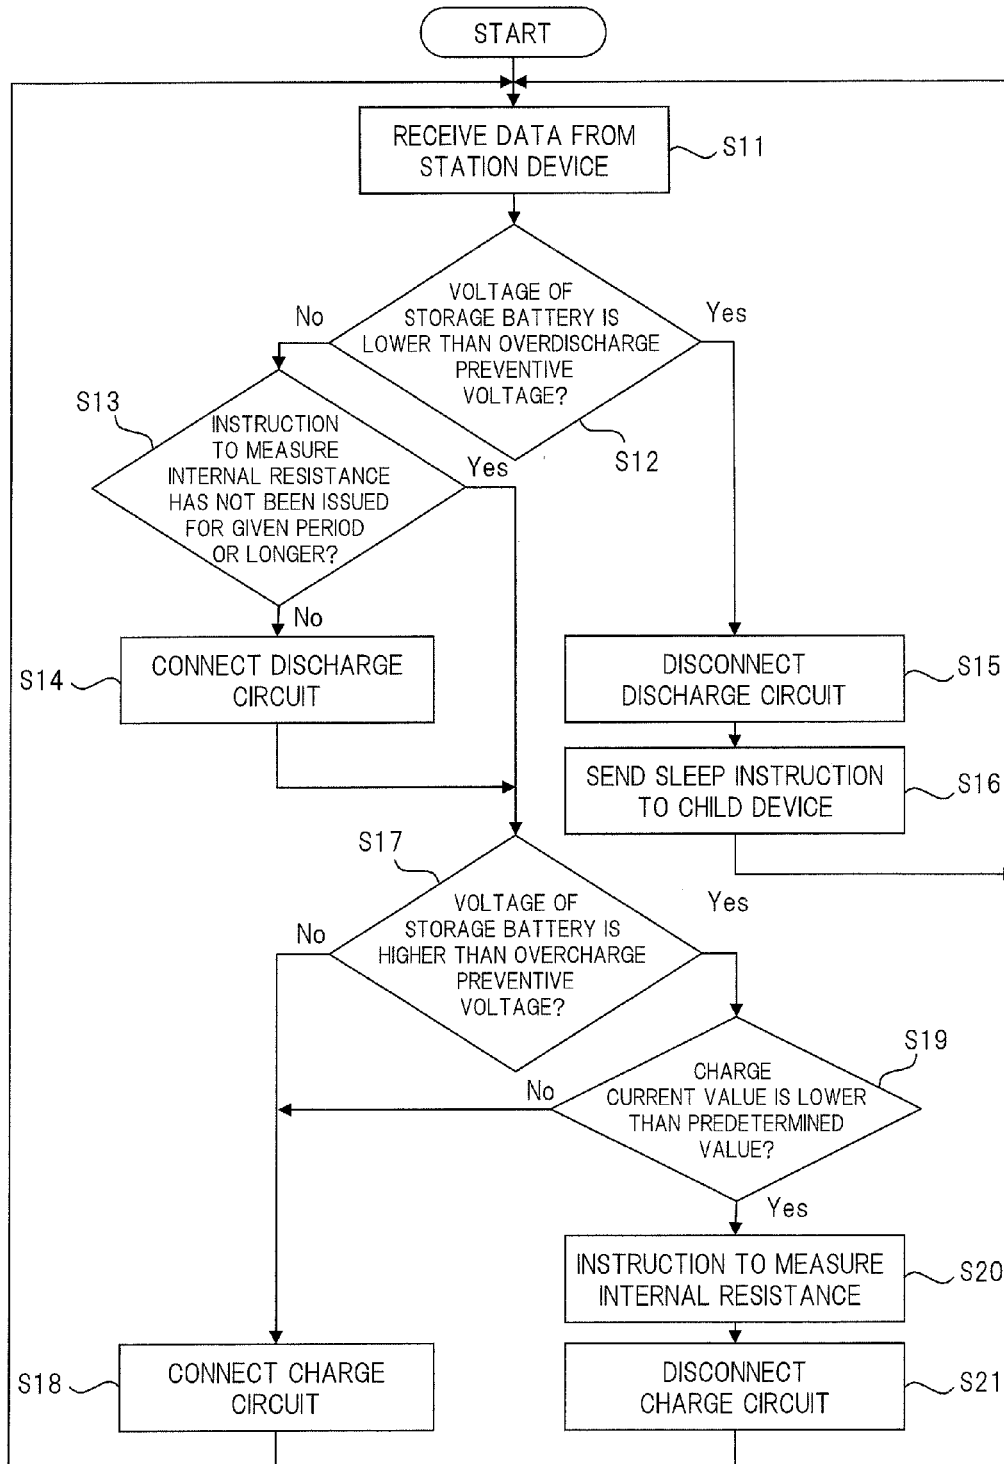 START
RECEIVE DATA FROM
STATION DEVICE
S11
VOLTAGE OF
STORAGE BATTERY IS
LOWER THAN OVERDISCHARGE
PREVENTIVE
VOLTAGE?
No
Yes
S12
S13
INSTRUCTION
TO MEASURE
INTERNAL RESISTANCE
HAS NOT BEEN ISSUED
FOR GIVEN PERIOD
OR LONGER?
Yes
No
S14
CONNECT DISCHARGE
CIRCUIT
DISCONNECT
DISCHARGE CIRCUIT
S15
SEND SLEEP INSTRUCTION
TO CHILD DEVICE
S16
S17
VOLTAGE OF
STORAGE BATTERY IS
HIGHER THAN OVERCHARGE
PREVENTIVE
VOLTAGE?
No
Yes
S19
CHARGE
CURRENT VALUE IS LOWER
THAN PREDETERMINED
VALUE?
No
Yes
INSTRUCTION TO MEASURE
INTERNAL RESISTANCE
S20
S18
CONNECT CHARGE
CIRCUIT
DISCONNECT
CHARGE CIRCUIT
S21